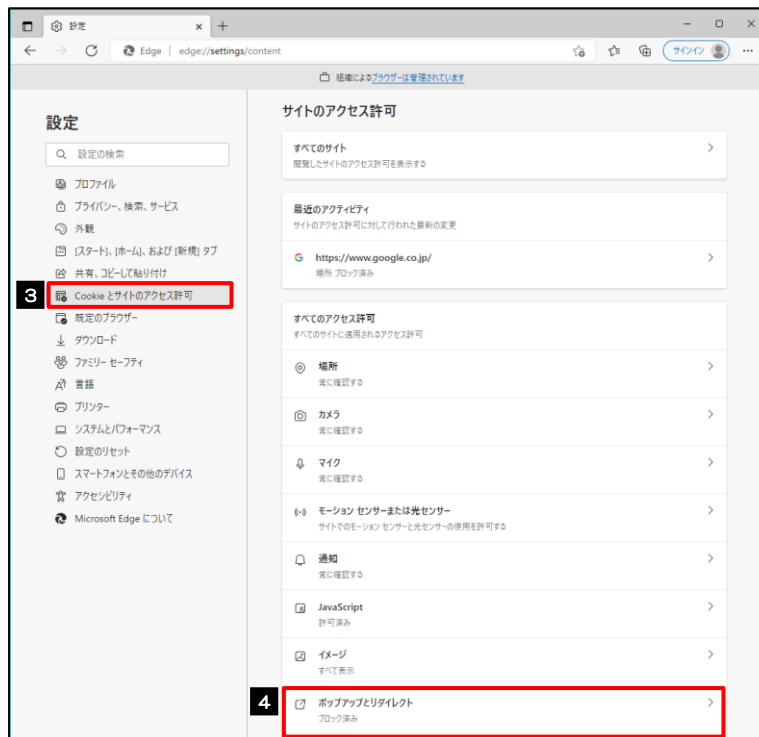 設定
Edge | edge://settings/content
サインイン
組織によるブラウザーは管理されています
設定
設定の検索
プロファイル
プライバシー、検索、サービス
外観
[スタート]、[ホーム]、および [新規] タブ
共有、コピーして貼り付け
3
Cookie とサイトのアクセス許可
既定のブラウザー
ダウンロード
ファミリー セーフティ
言語
プリンター
システムとパフォーマンス
設定のリセット
スマートフォンとその他のデバイス
アクセシビリティ
Microsoft Edge について
サイトのアクセス許可
すべてのサイト
閲覧したサイトのアクセス許可を表示する
最近のアクティビティ
サイトのアクセス許可に対して行われた最新の変更
https://www.google.co.jp/
場所 ブロック済み
すべてのアクセス許可
すべてのサイトに適用されるアクセス許可
場所
常に確認する
カメラ
常に確認する
マイク
常に確認する
モーション センサーまたは光センサー
サイトでのモーション センサーと光センサーの使用を許可する
通知
常に確認する
JavaScript
許可済み
イメージ
すべて表示
4
ポップアップとリダイレクト
ブロック済み